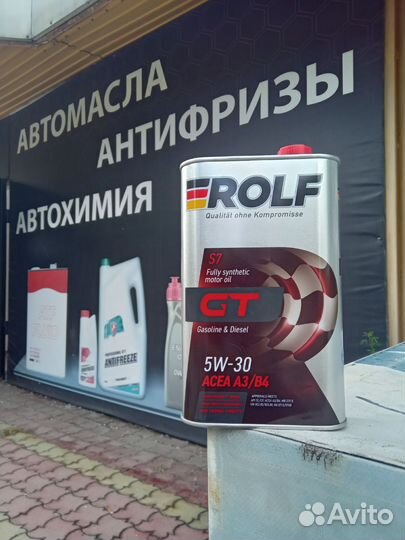 АВТОМАСЛА
АНТИФРИЗЫ
АВТОХИМИЯ
ROLF
Qualität ohne Kompromisse
S7
Fully synthetic
motor oil
GT
Gasoline & Diesel
5W-30
ACEA A3/B4
ANTIFREEZE
Avito